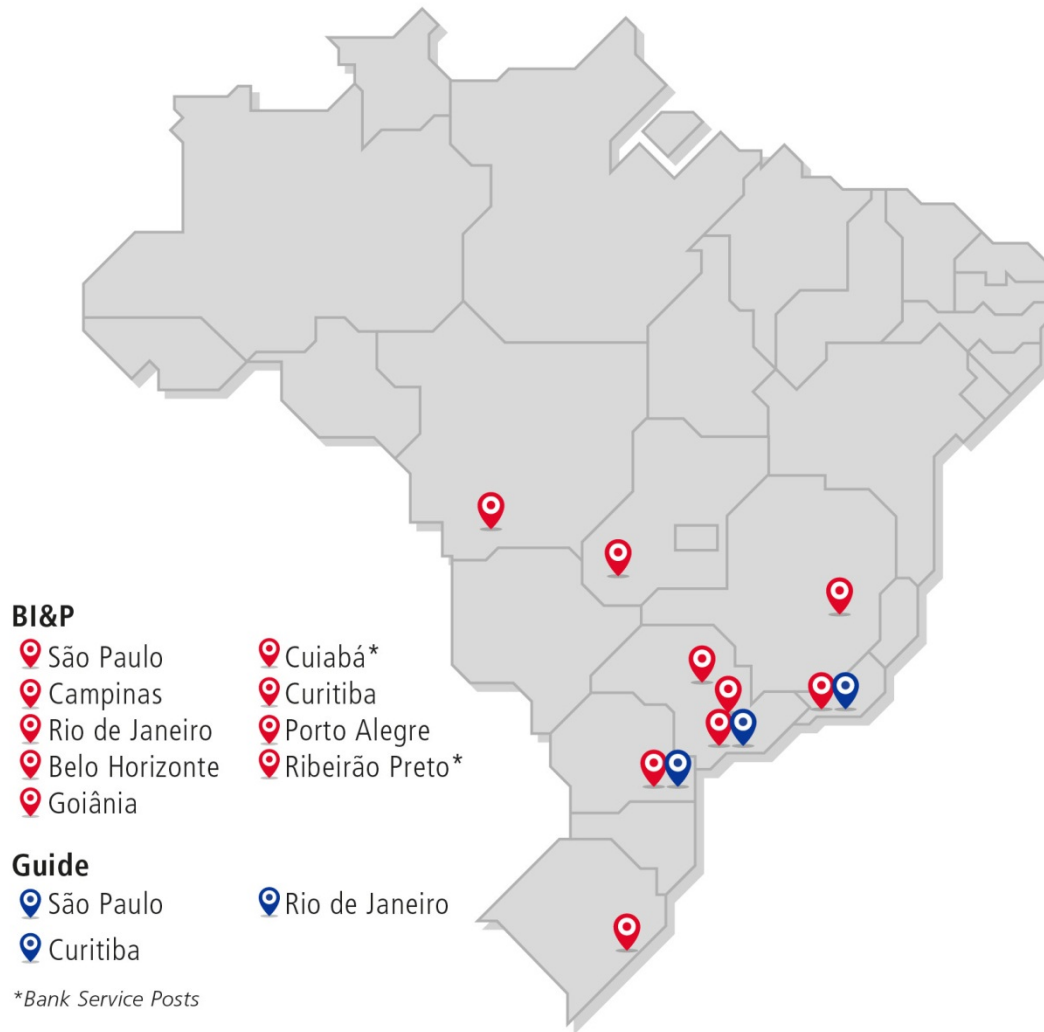 BI&P
São Paulo
Campinas
Rio de Janeiro
Belo Horizonte
Goiânia
Cuiabá*
Curitiba
Porto Alegre
Ribeirão Preto*
Guide
São Paulo
Curitiba
Rio de Janeiro
*Bank Service Posts